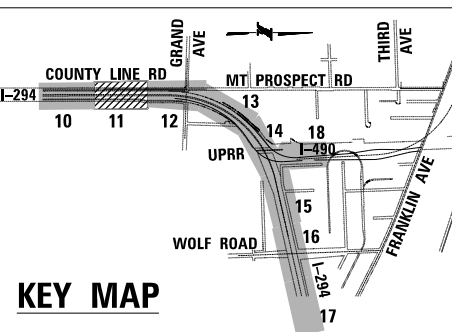 GRAND AVE
THIRD AVE
COUNTY LINE RD
MT PROSPECT RD
I-294
10
11
12
13
14
18
I-490
UPRR
FRANKLIN AVE
15
16
WOLF ROAD
I-294
17
KEY MAP